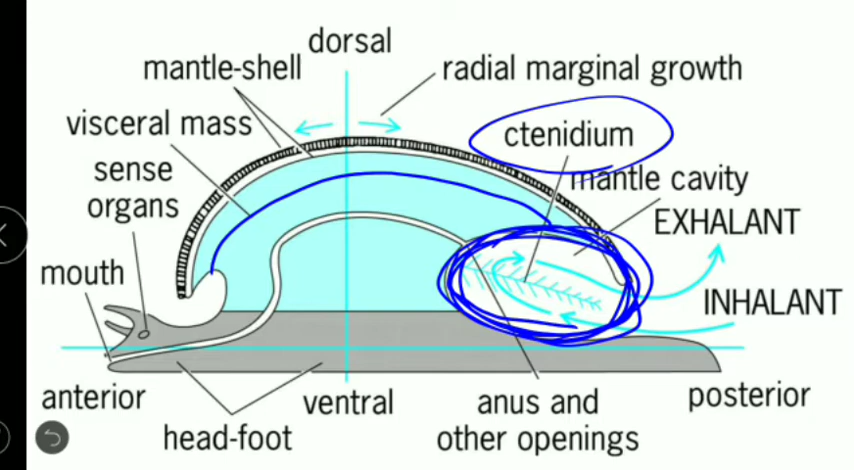 dorsal
mantle-shell
radial marginal growth
visceral mass
ctenidium
sense
organs
mantle cavity
EXHALANT
mouth
INHALANT
anterior
ventral
anus and
other openings
posterior
head-foot